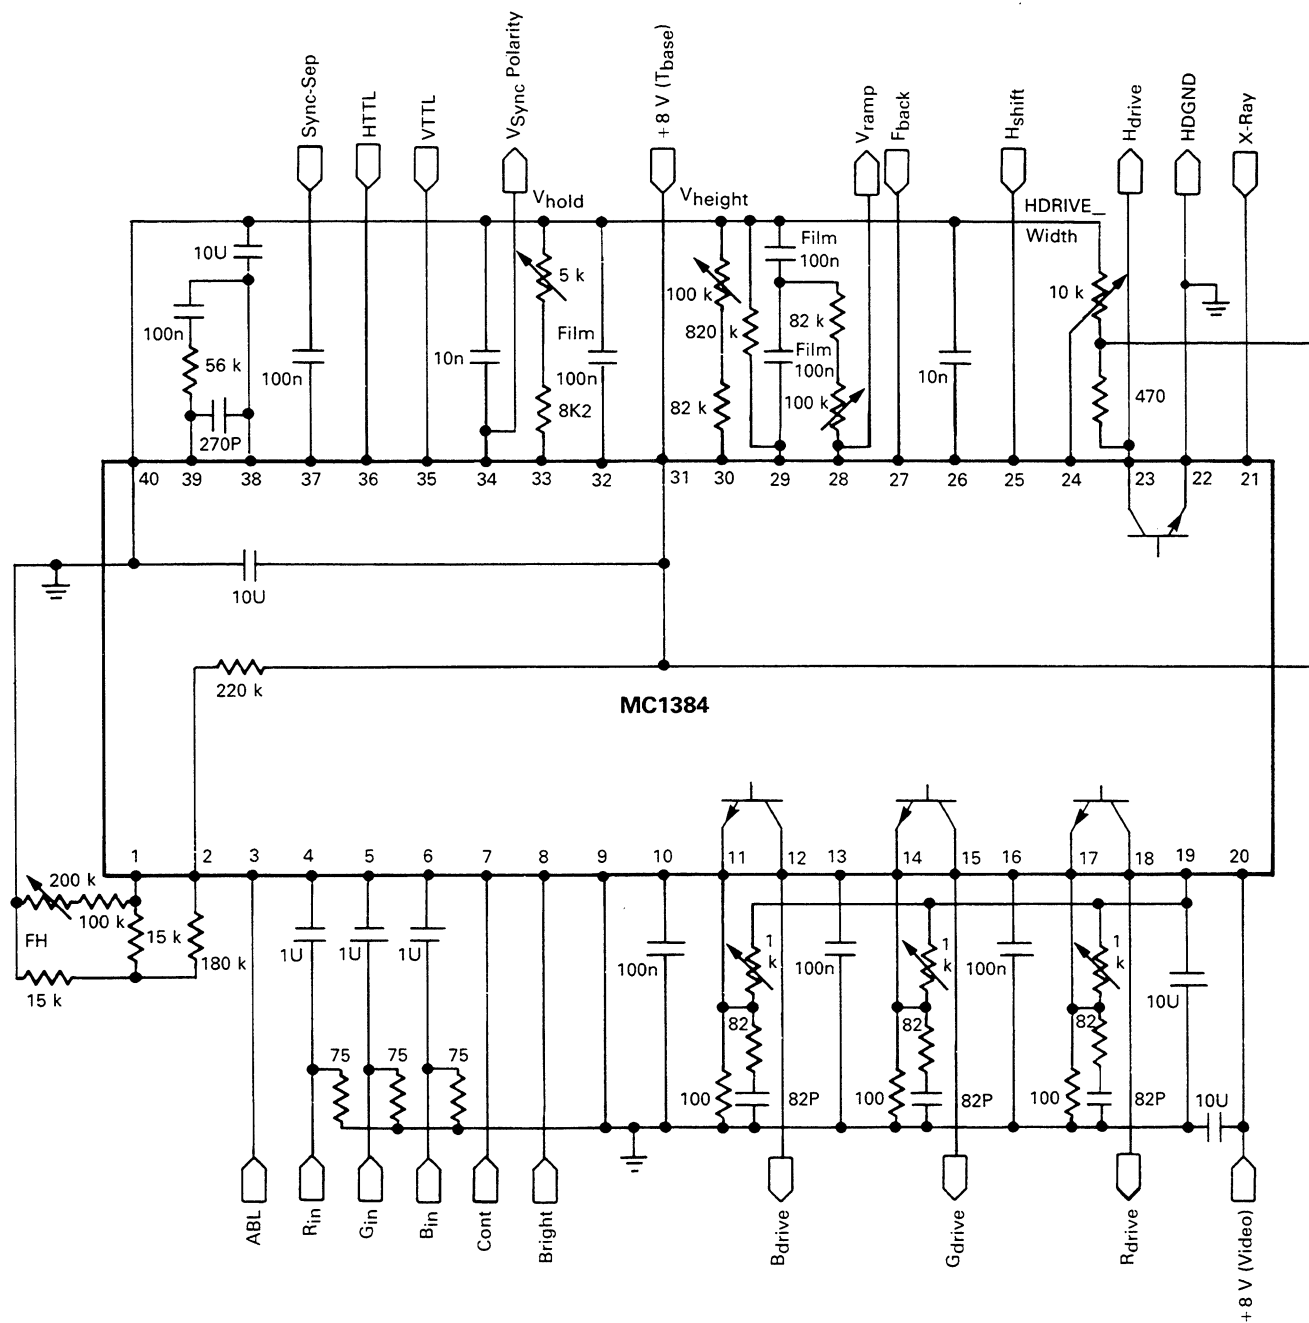 Sync-Sep
HTTL
VTTL
VSync Polarity
+8 V (Tbase)
Vramp
Fback
Hshift
Hdrive
HDGND
X-Ray
Vhold
Vheight
HDRIVE_
Width
10U
5 k
100 k
Film
100n
10 k
100n
56 k
270P
100n
10n
Film
100n
8K2
820 k
82 k
82 k
Film
100n
100 k
10n
470
40 39 38 37 36 35 34 33 32 31 30 29 28 27 26 25 24 23 22 21
10U
220 k
MC1384
1 2 3 4 5 6 7 8 9 10 11 12 13 14 15 16 17 18 19 20
200 k
100 k
FH
15 k
180 k
15 k
1U
1U
1U
100n
1
k
100n
1
k
100n
1
k
10U
82
82
82
75
75
75
100
82P
100
82P
100
82P
10U
ABL
Rin
Gin
Bin
Cont
Bright
Bdrive
Gdrive
Rdrive
+8 V (Video)